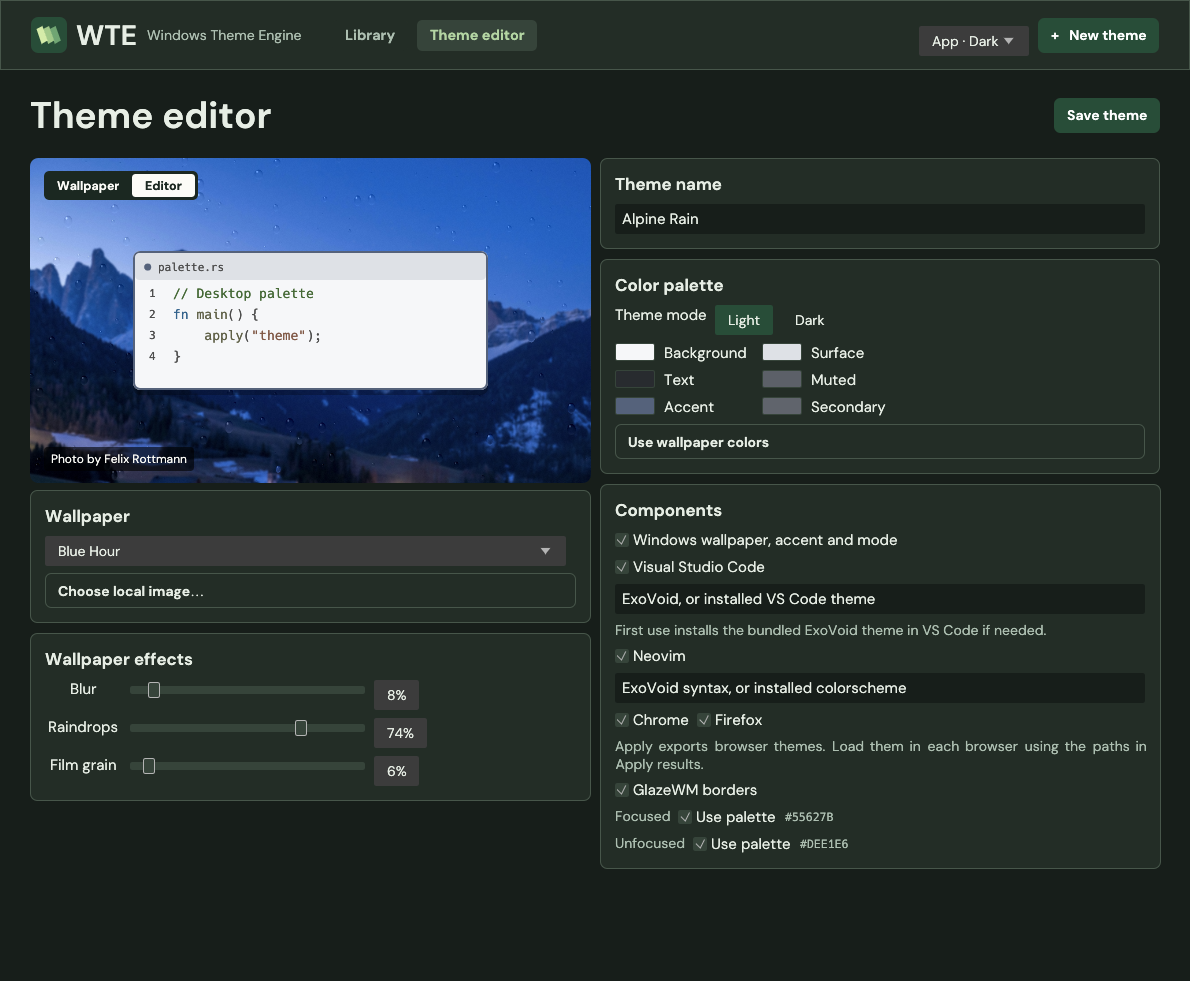 WTE Windows Theme Engine Library Theme editor App · Dark + New theme
Theme editor
Save theme
Wallpaper Editor
palette.rs
1 // Desktop palette
2 fn main() {
3 apply("theme");
4 }
Photo by Felix Rottmann
Wallpaper
Blue Hour
Choose local image...
Wallpaper effects
Blur 8%
Raindrops 74%
Film grain 6%
Theme name
Alpine Rain
Color palette
Theme mode Light Dark
Background Surface
Text Muted
Accent Secondary
Use wallpaper colors
Components
Windows wallpaper, accent and mode
Visual Studio Code
ExoVoid, or installed VS Code theme
First use installs the bundled ExoVoid theme in VS Code if needed.
Neovim
ExoVoid syntax, or installed colorscheme
Chrome Firefox
Apply exports browser themes. Load them in each browser using the paths in
Apply results.
GlazeWM borders
Focused Use palette #55627B
Unfocused Use palette #DEE1E6